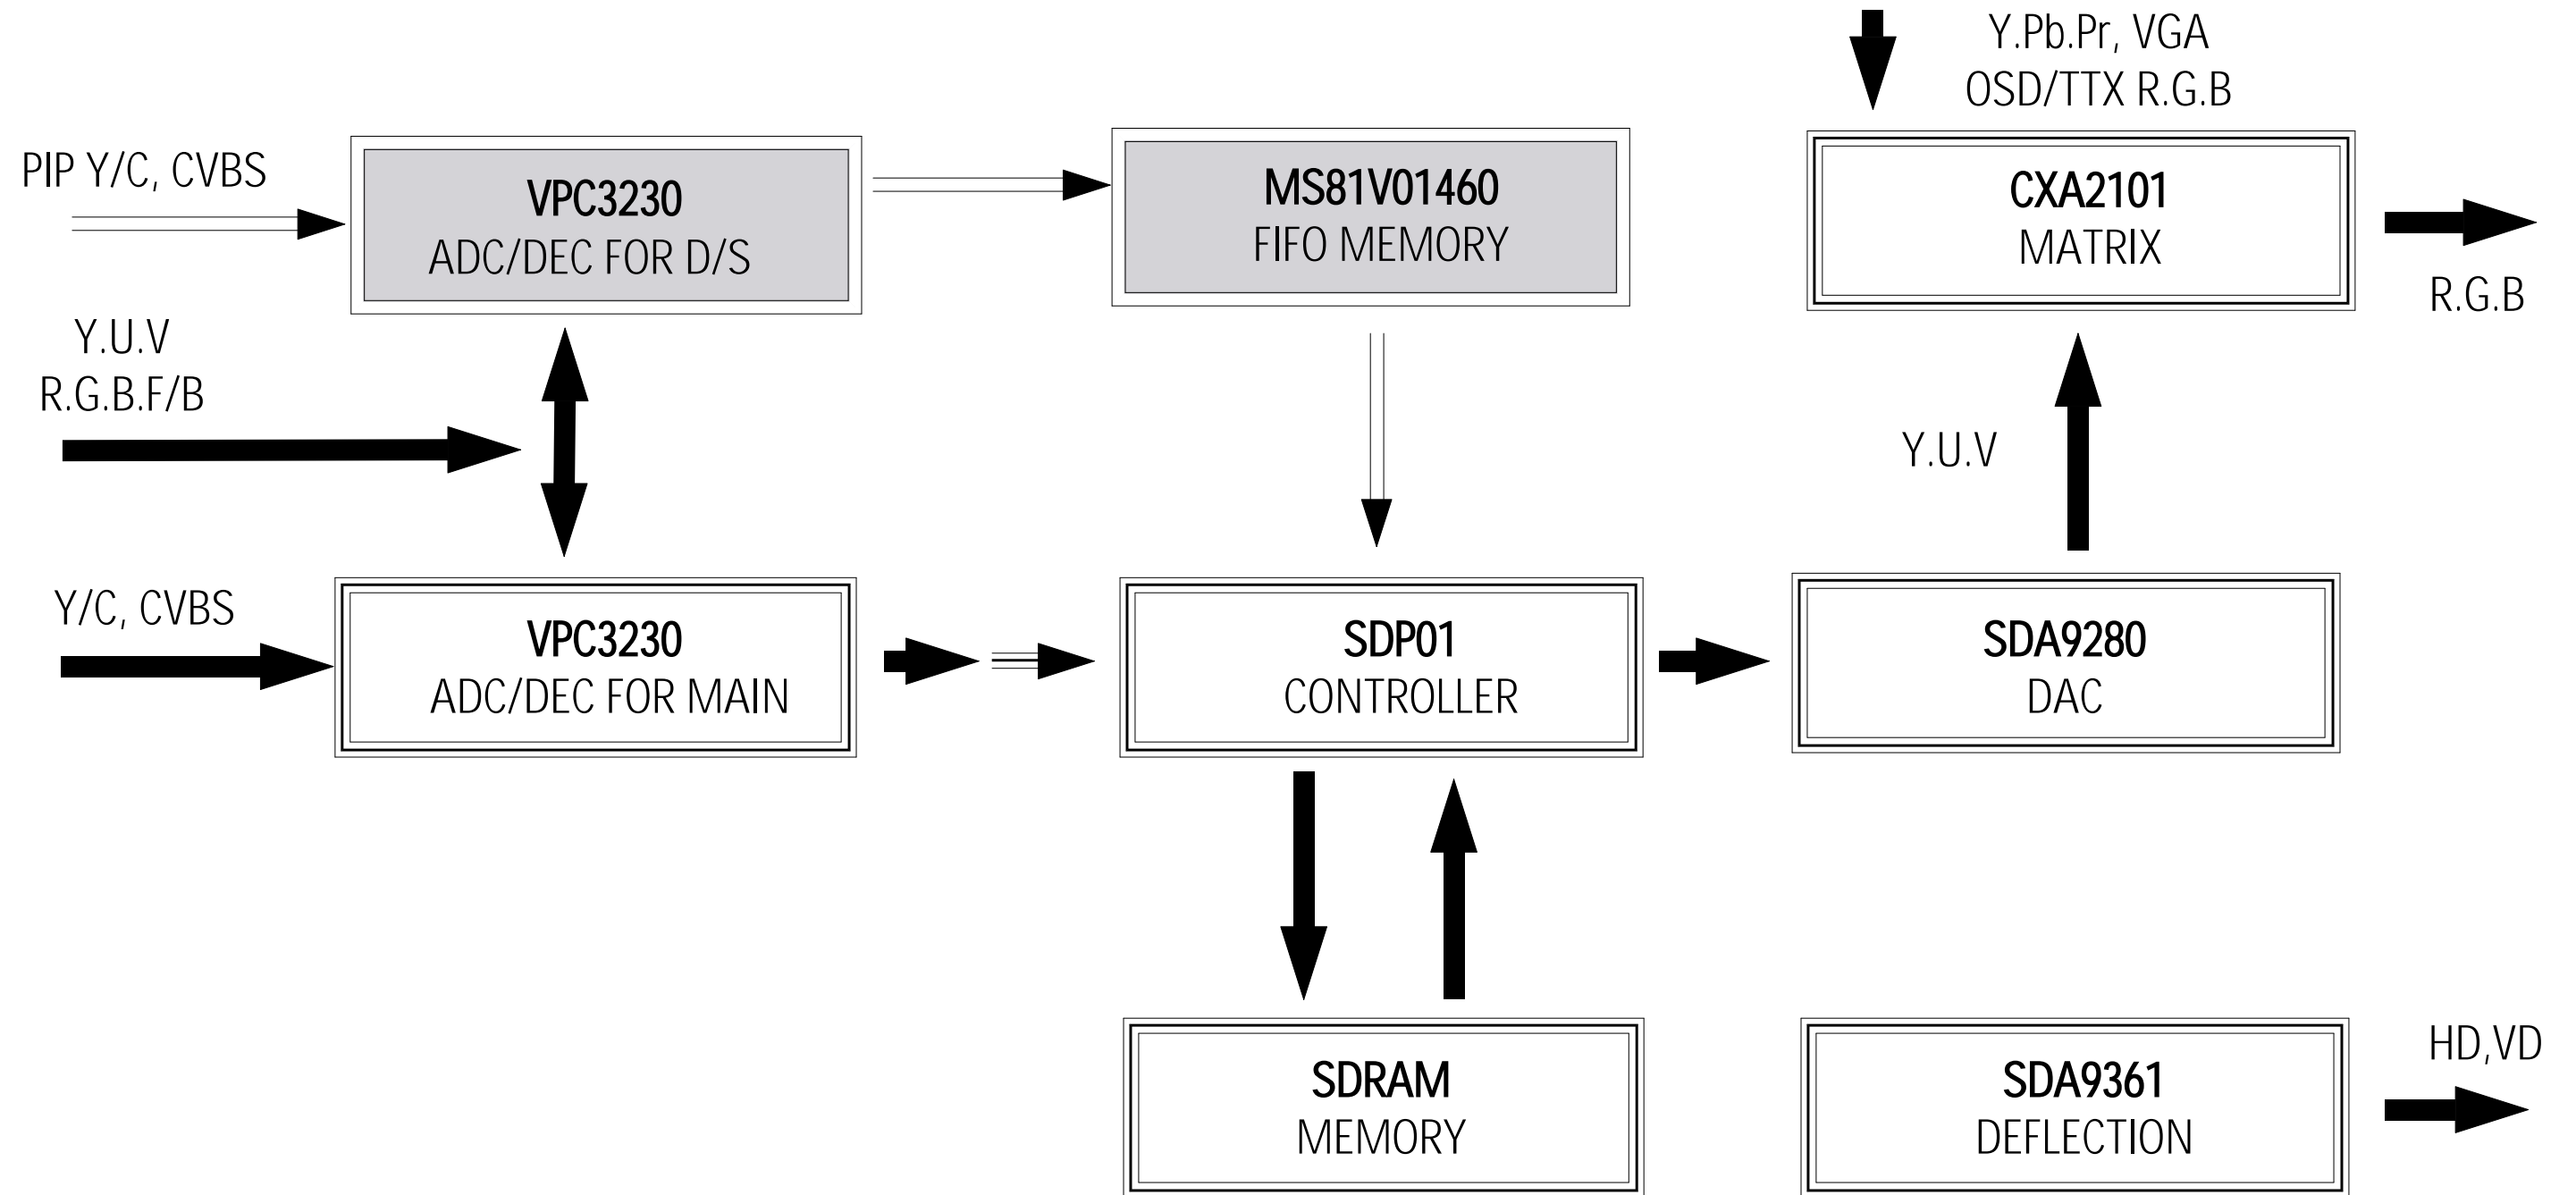 Y.Pb.Pr, VGA
OSD/TTX R.G.B
PIP Y/C, CVBS
VPC3230
ADC/DEC FOR D/S
MS81V01460
FIFO MEMORY
CXA2101
MATRIX
R.G.B
Y.U.V
R.G.B.F/B
Y.U.V
Y/C, CVBS
VPC3230
ADC/DEC FOR MAIN
SDP01
CONTROLLER
SDA9280
DAC
SDRAM
MEMORY
SDA9361
DEFLECTION
HD,VD